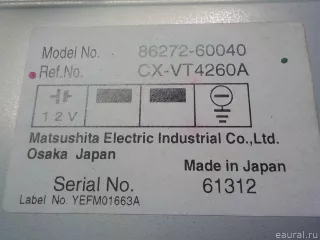 Model No. 86272-60040
Ref.No. CX-VT4260A
12V
Matsushita Electric Industrial Co.,Ltd.
Osaka Japan
Made in Japan
Serial No. 61312
Label No. YEFM01663A
eaural.ru